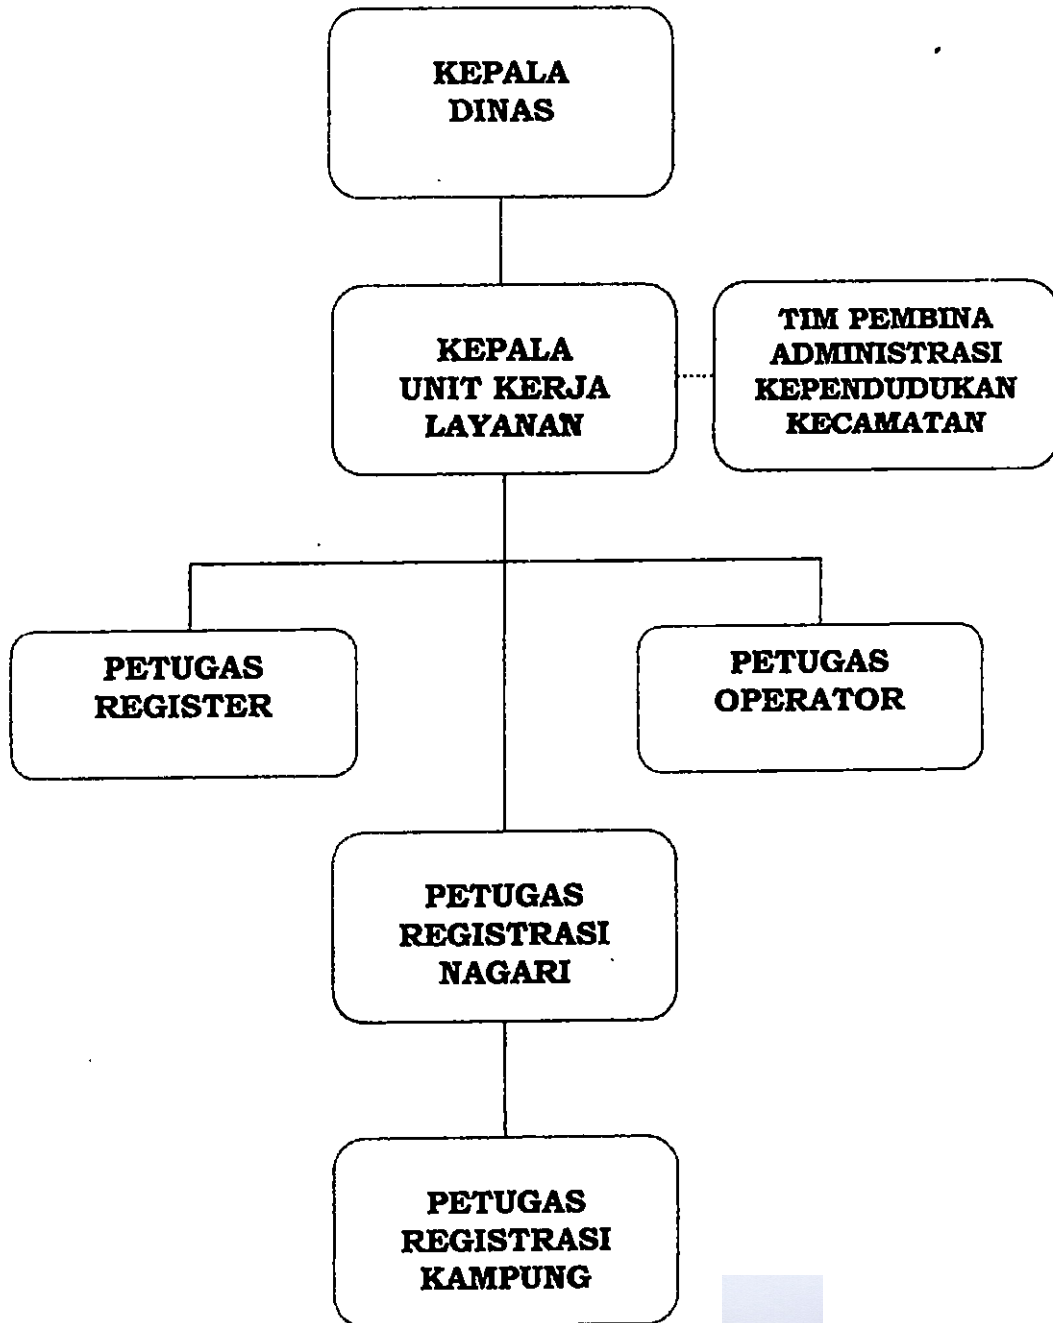 KEPALA
DINAS
KEPALA
UNIT KERJA
LAYANAN
TIM PEMBINA
ADMINISTRASI
KEPENDUDUKAN
KECAMATAN
PETUGAS
REGISTER
PETUGAS
OPERATOR
PETUGAS
REGISTRASI
NAGARI
PETUGAS
REGISTRASI
KAMPUNG